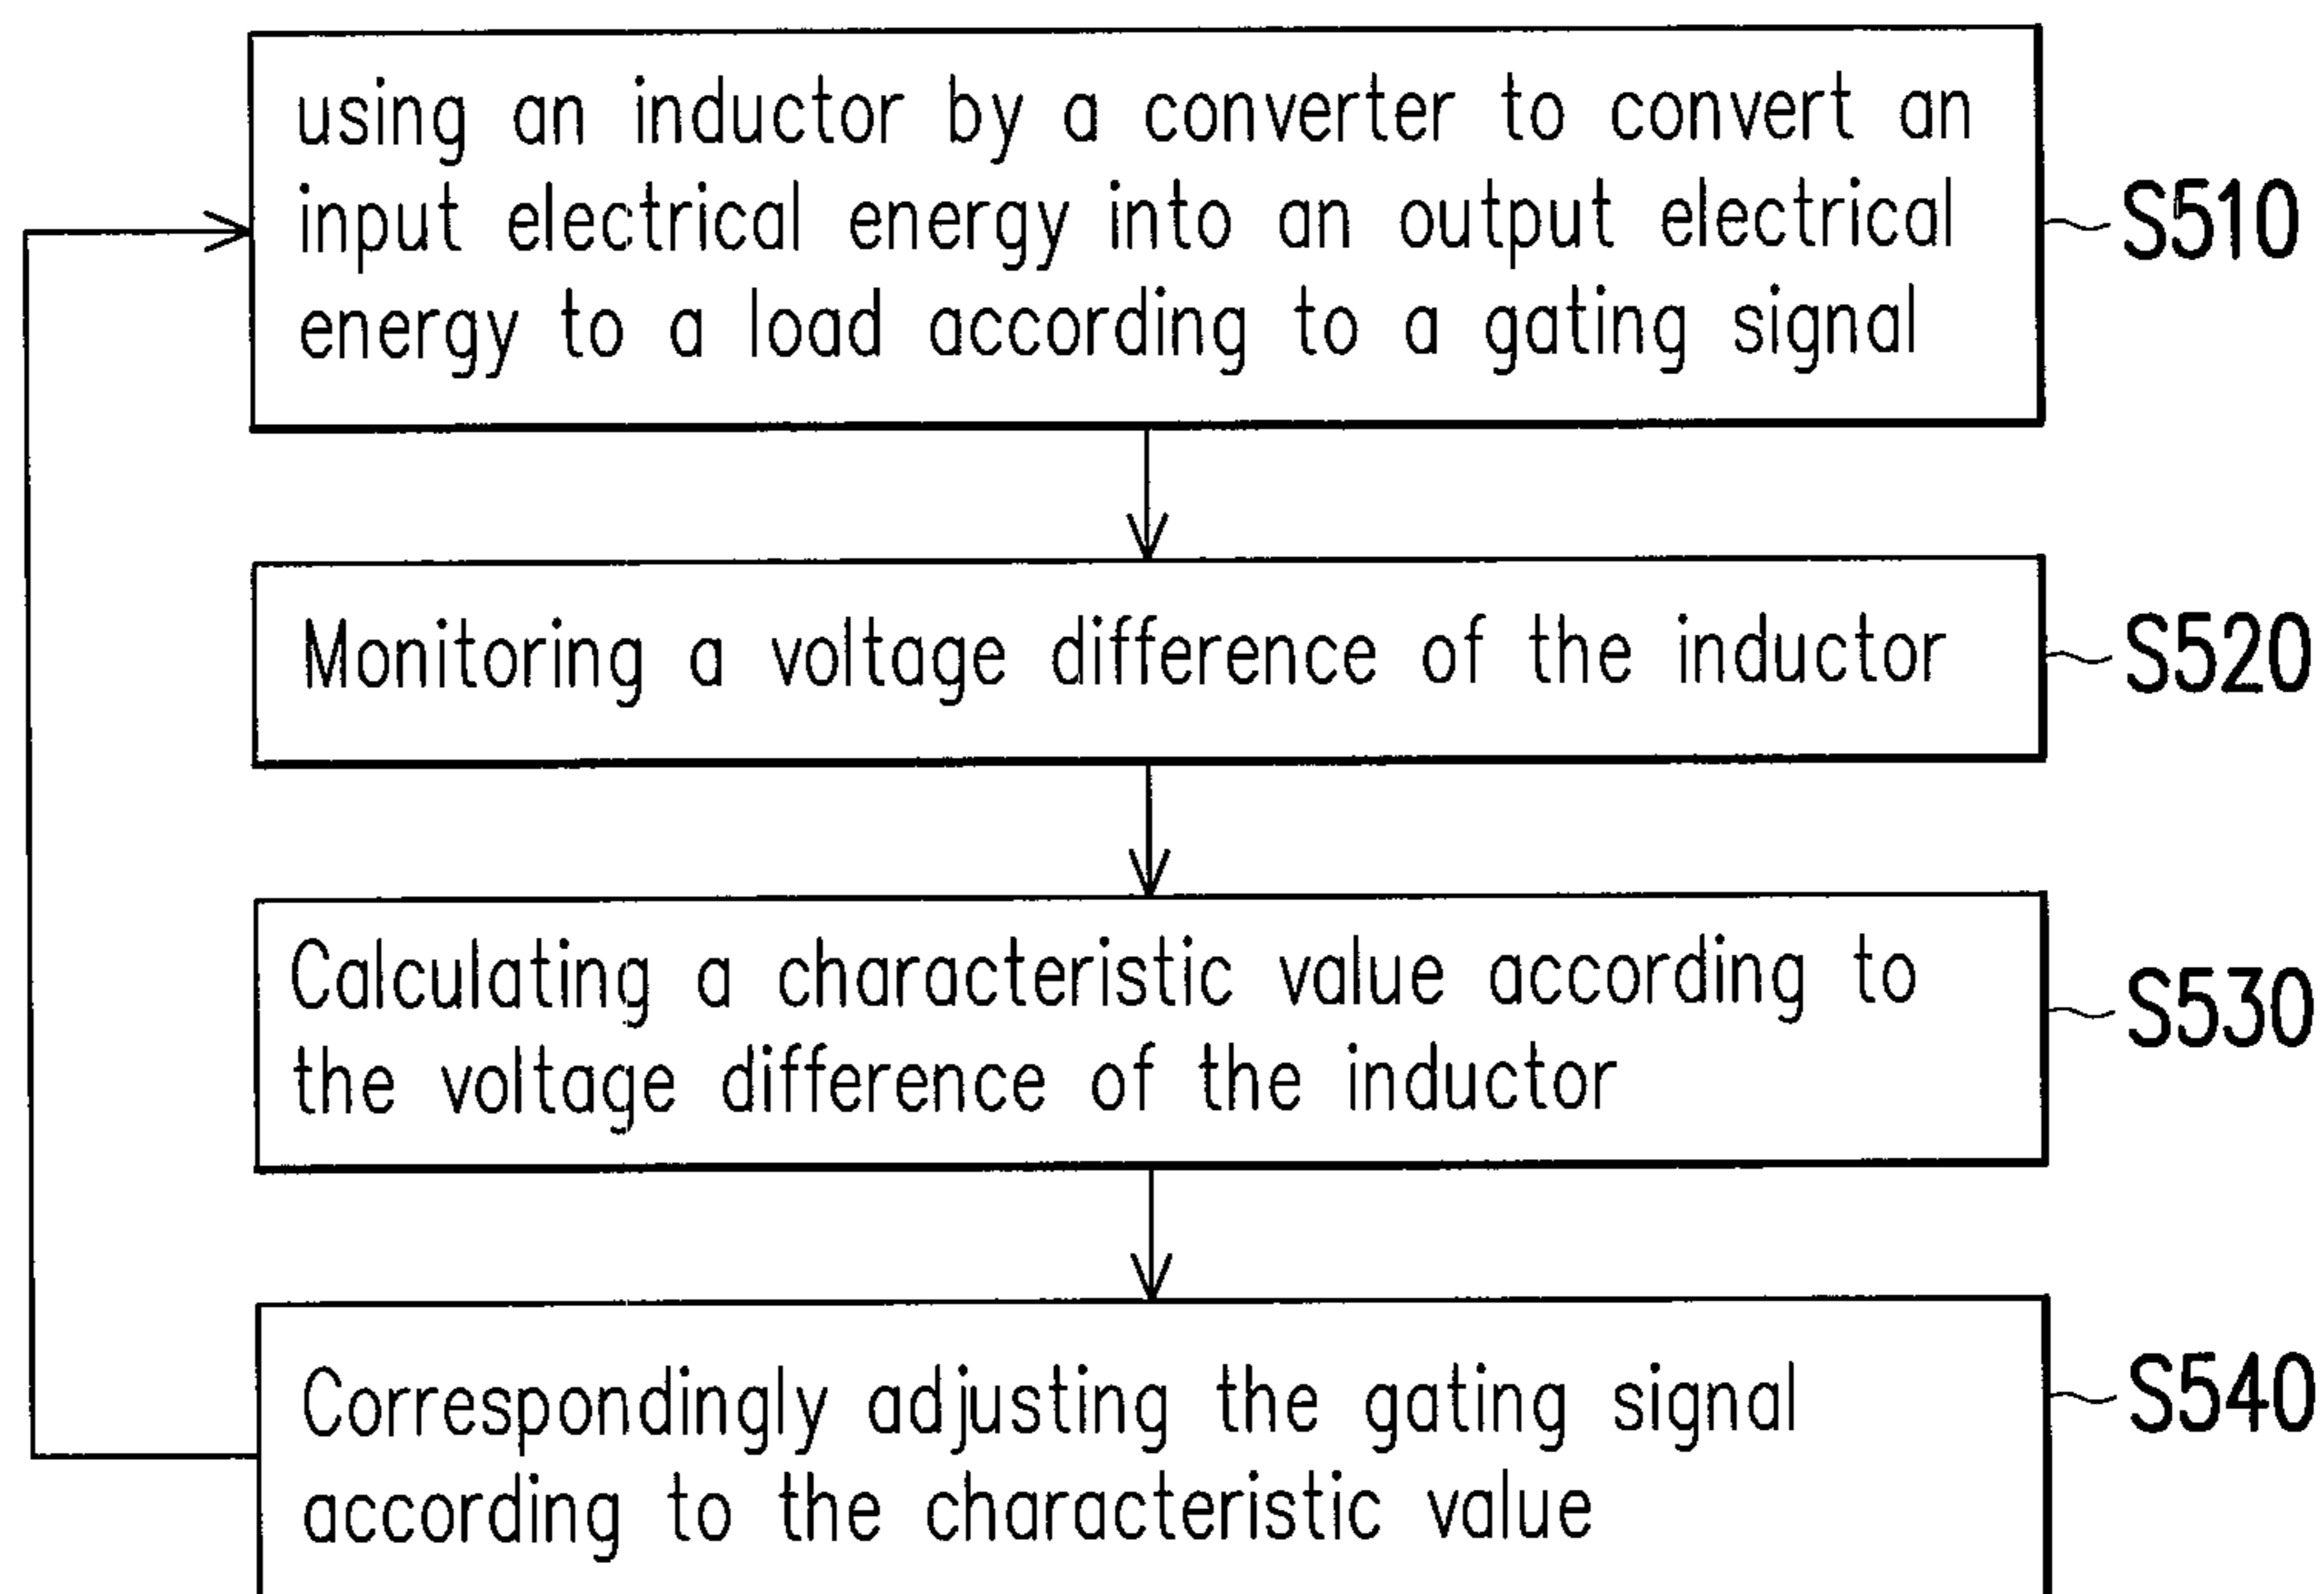 using an inductor by a converter to convert an
input electrical energy into an output electrical
energy to a load according to a gating signal
S510
Monitoring a voltage difference of the inductor
S520
Calculating a characteristic value according to
the voltage difference of the inductor
S530
Correspondingly adjusting the gating signal
according to the characteristic value
S540